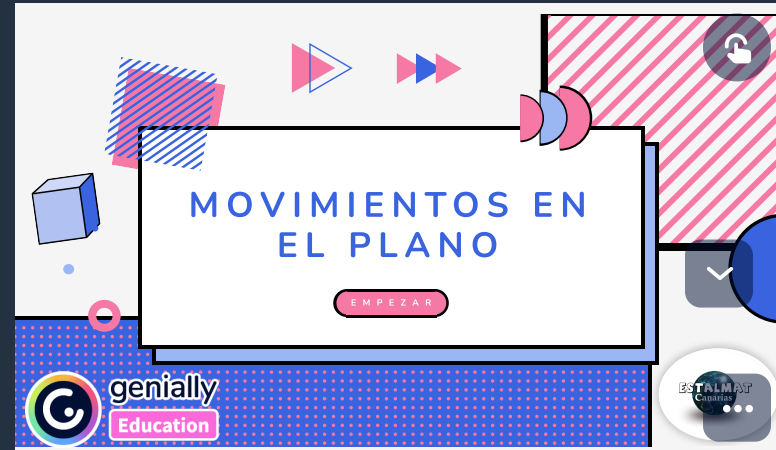 MOVIMIENTOS EN
EL PLANO
EMPEZAR
genially
Education
ESTALMAT
Canarias